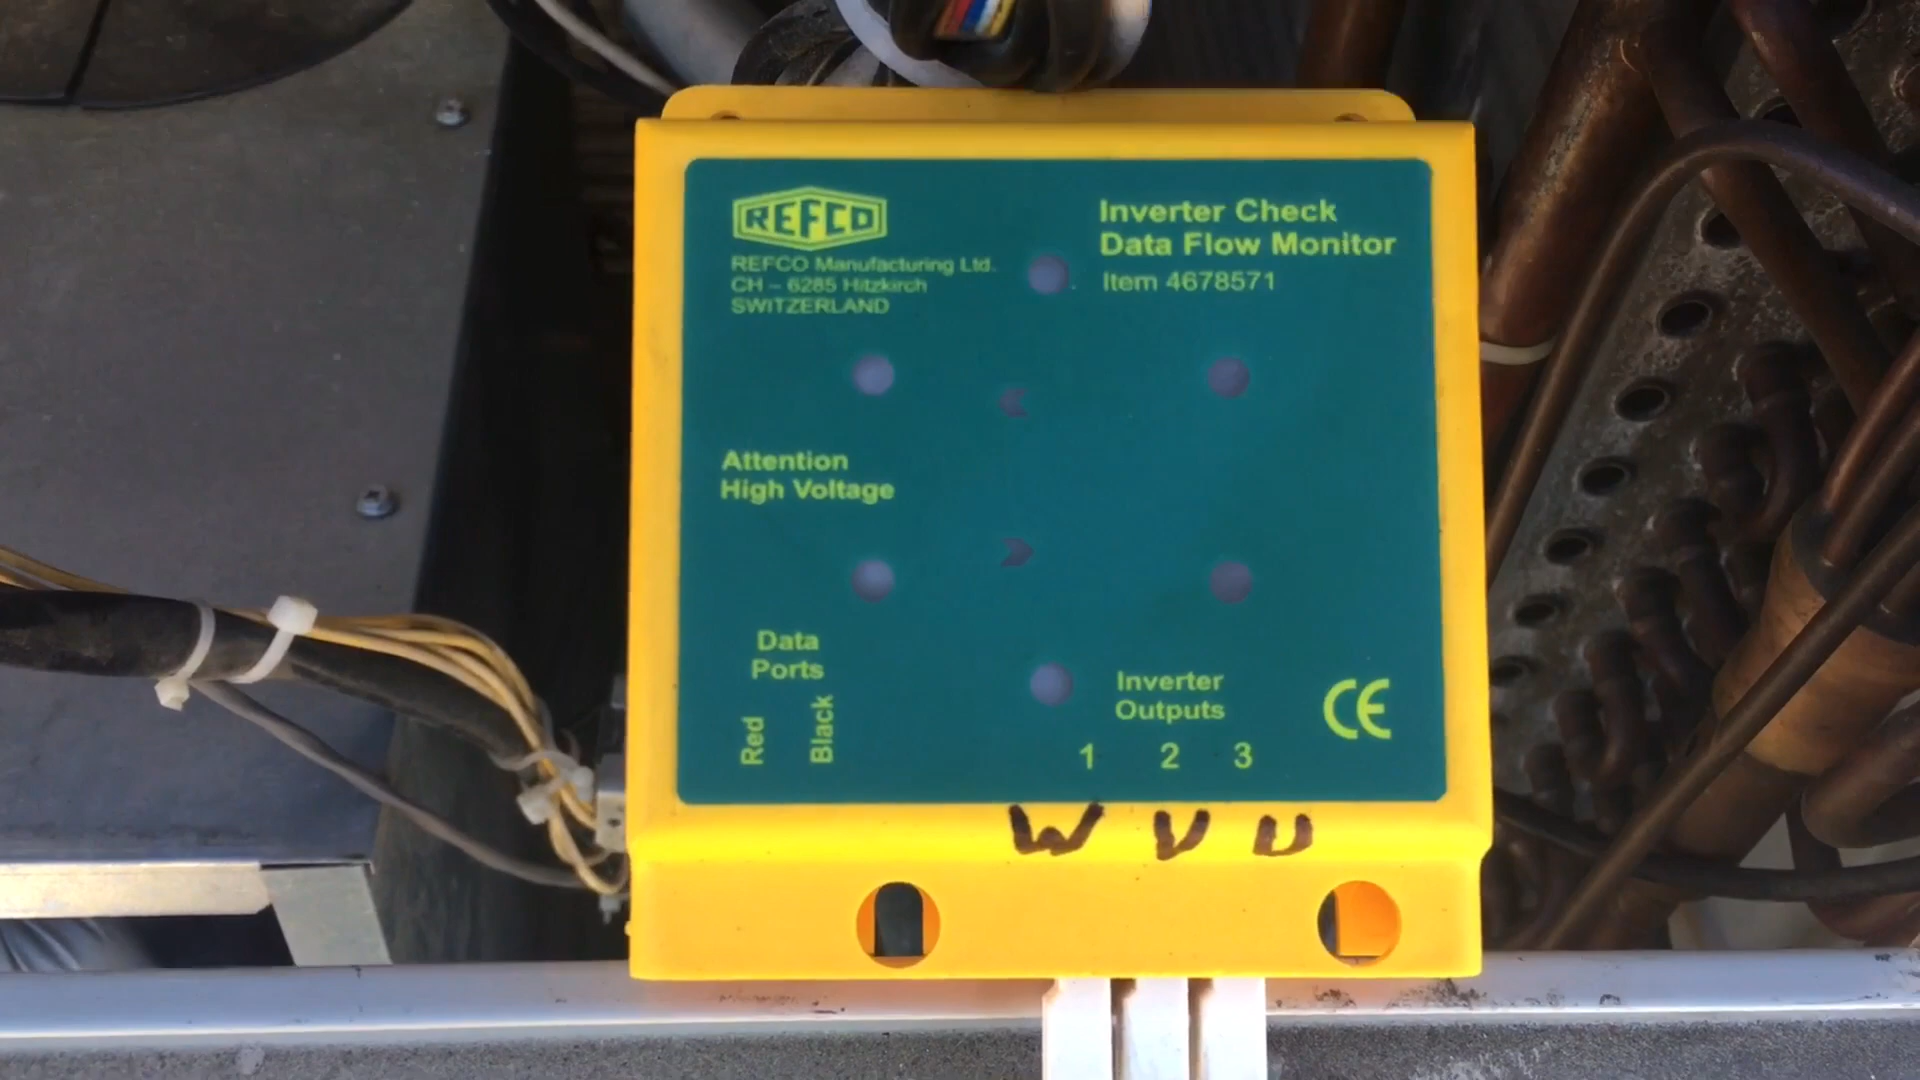 REFCO
REFCO Manufacturing Ltd.
CH – 6285 Hitzkirch
SWITZERLAND
Inverter Check
Data Flow Monitor
Item 4678571
Attention
High Voltage
Data
Ports
Red
Black
Inverter
Outputs
1 2 3
CE
W V U